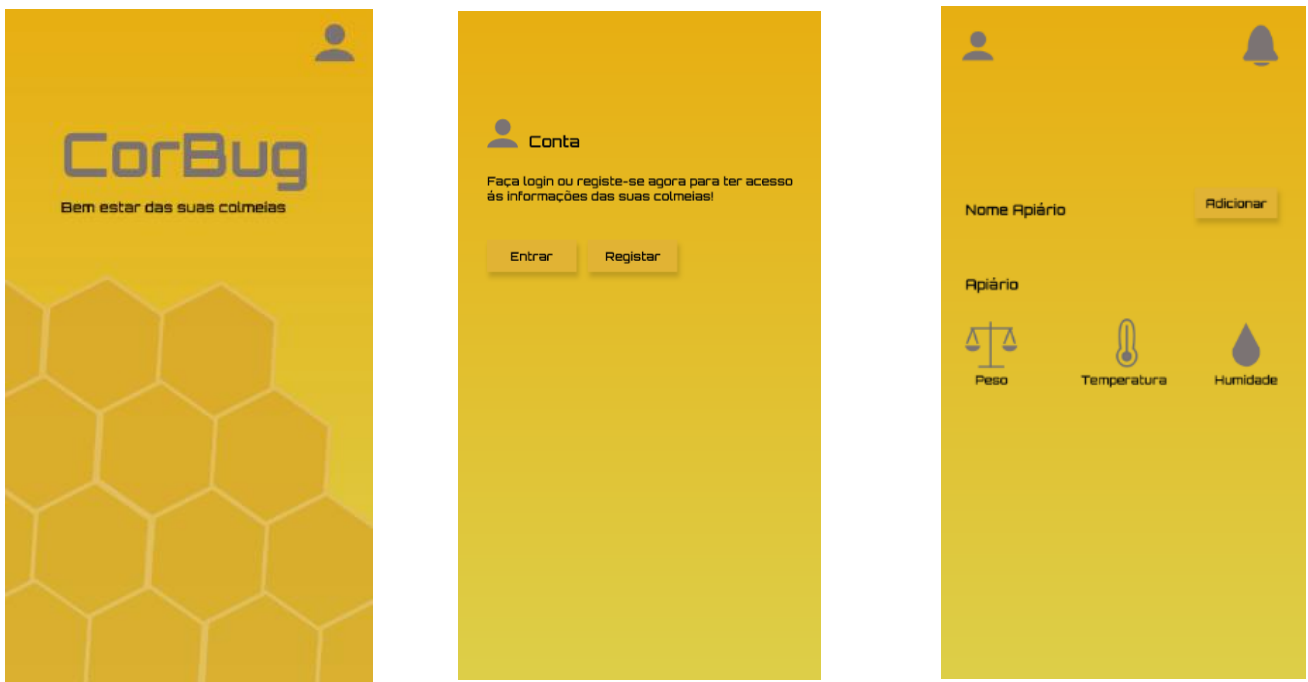 CorBug
Bem estar das suas colmeias
Conta
Faça login ou registe-se agora para ter acesso
ás informações das suas colmeias!
Entrar
Registar
Nome Apiário
Adicionar
Apiário
Peso
Temperatura
Humidade